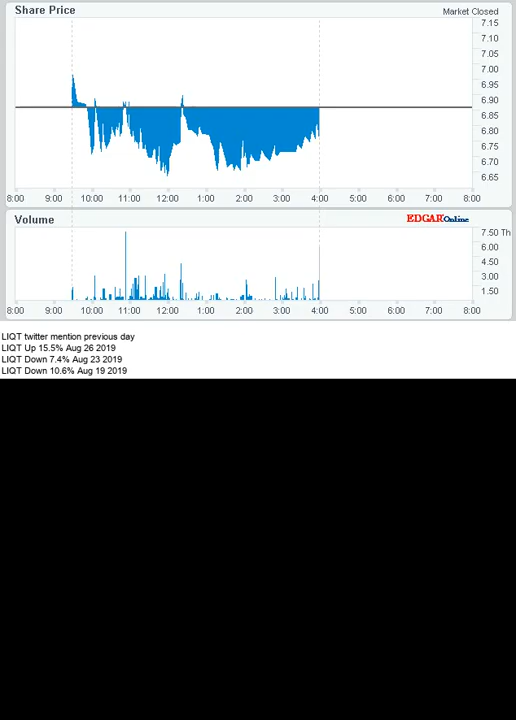 Share Price
Market Closed
7.15
7.10
7.05
7.00
6.95
6.90
6.85
6.80
6.75
6.70
6.65
8:00 9:00 10:00 11:00 12:00 1:00 2:00 3:00 4:00 5:00 6:00 7:00 8:00
Volume
EDGAR Online
7.50 Th
6.00
4.50
3.00
1.50
8:00 9:00 10:00 11:00 12:00 1:00 2:00 3:00 4:00 5:00 6:00 7:00 8:00
LIQT twitter mention previous day
LIQT Up 15.5% Aug 26 2019
LIQT Down 7.4% Aug 23 2019
LIQT Down 10.6% Aug 19 2019